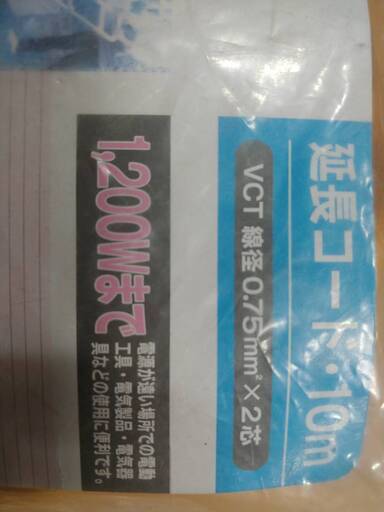 延長コード・10m
VCT 線径 0.75mm²×2芯
1,200Wまで
電源が遠い場所での電動
工具・電気製品・電気器
具などの使用に便利です。